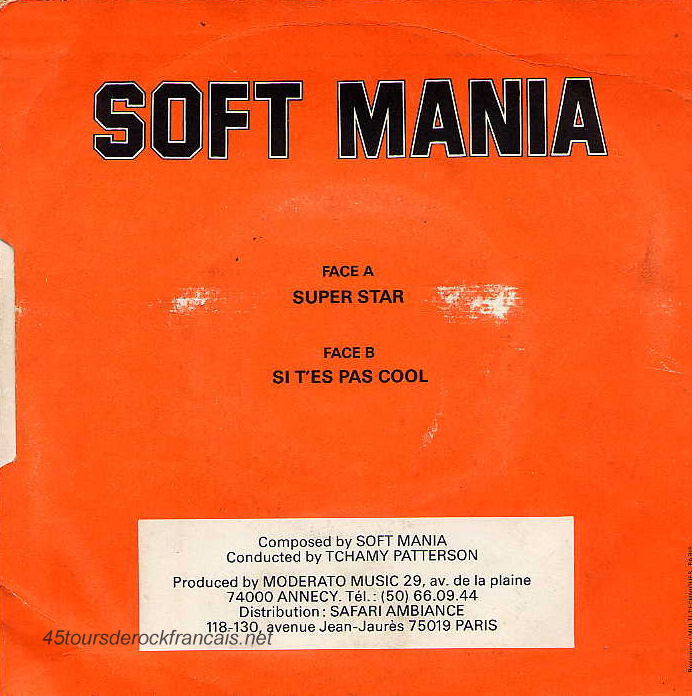 SOFT MANIA
FACE A
SUPER STAR
FACE B
SI T'ES PAS COOL
Composed by SOFT MANIA
Conducted by TCHAMY PATTERSON
Produced by MODERATO MUSIC 29, av. de la plaine
74000 ANNECY. Tél.: (50) 66.09.44
Distribution: SAFARI AMBIANCE
118-130, avenue Jean-Jaurès 75019 PARIS
45toursderockfrancais.net